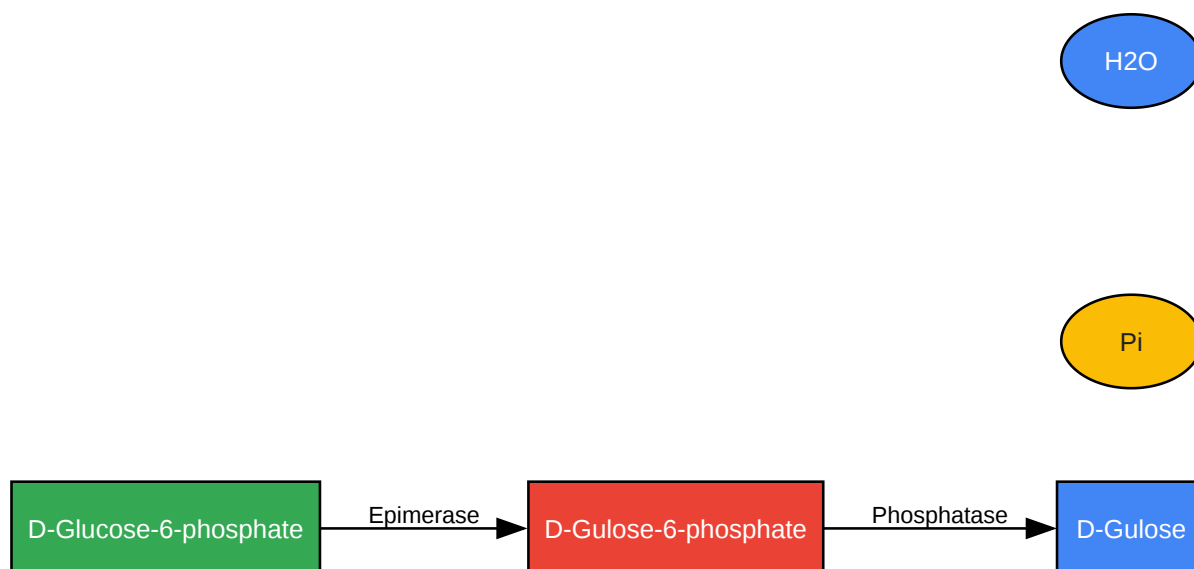 H2O
Pi
D-Glucose-6-phosphate
Epimerase
D-Gulose-6-phosphate
Phosphatase
D-Gulose